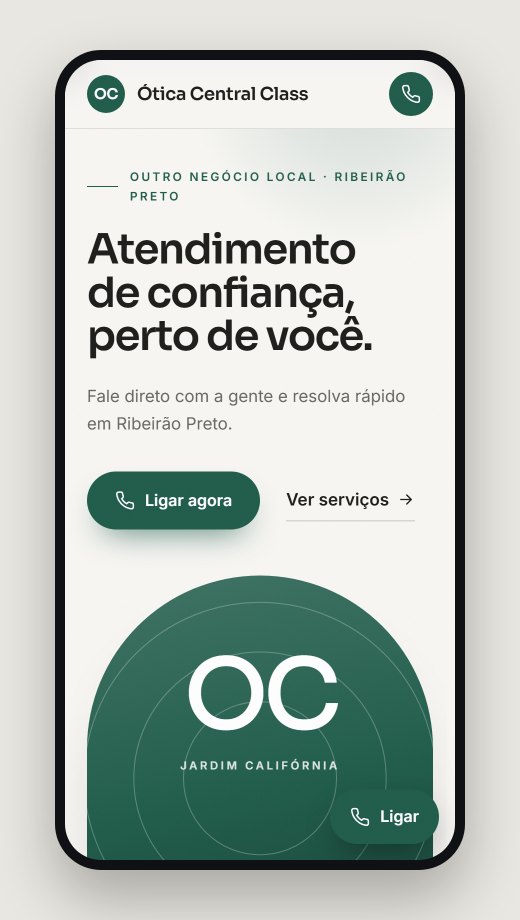 OC
Ótica Central Class
OUTRO NEGÓCIO LOCAL · RIBEIRÃO
PRETO
Atendimento
de confiança,
perto de você.
Fale direto com a gente e resolva rápido
em Ribeirão Preto.
Ligar agora
Ver serviços →
OC
JARDIM CALIFÓRNIA
Ligar